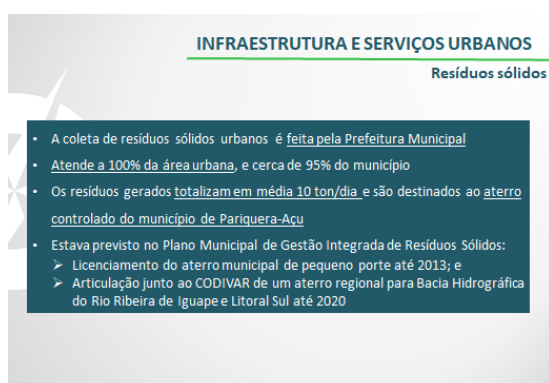 INFRAESTRUTURA E SERVIÇOS URBANOS
Resíduos sólidos
• A coleta de resíduos sólidos urbanos é feita pela Prefeitura Municipal
• Atende a 100% da área urbana, e cerca de 95% do município
• Os resíduos gerados totalizam em média 10 ton/dia e são destinados ao aterro
controlado do município de Pariquera-Açu
• Estava previsto no Plano Municipal de Gestão Integrada de Resíduos Sólidos:
➢ Licenciamento do aterro municipal de pequeno porte até 2013; e
➢ Articulação junto ao CODIVAR de um aterro regional para Bacia Hidrográfica
do Rio Ribeira de Iguape e Litoral Sul até 2020